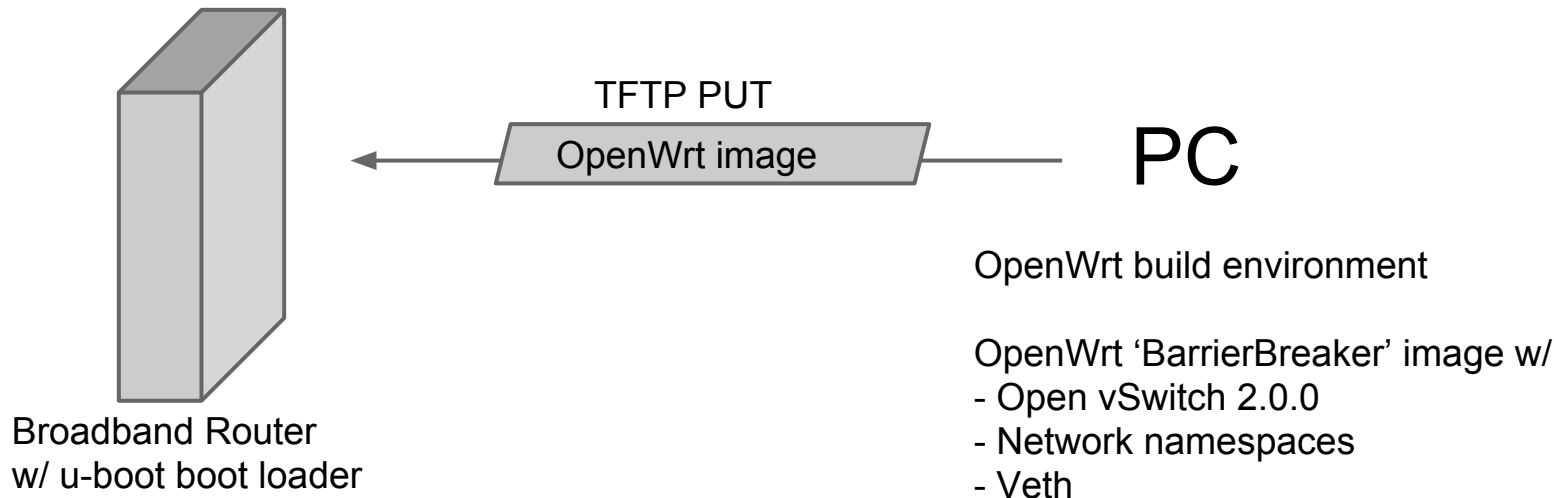 TFTP PUT
OpenWrt image
PC
OpenWrt build environment
OpenWrt ‘BarrierBreaker’ image w/
- Open vSwitch 2.0.0
- Network namespaces
- Veth
Broadband Router
w/ u-boot boot loader